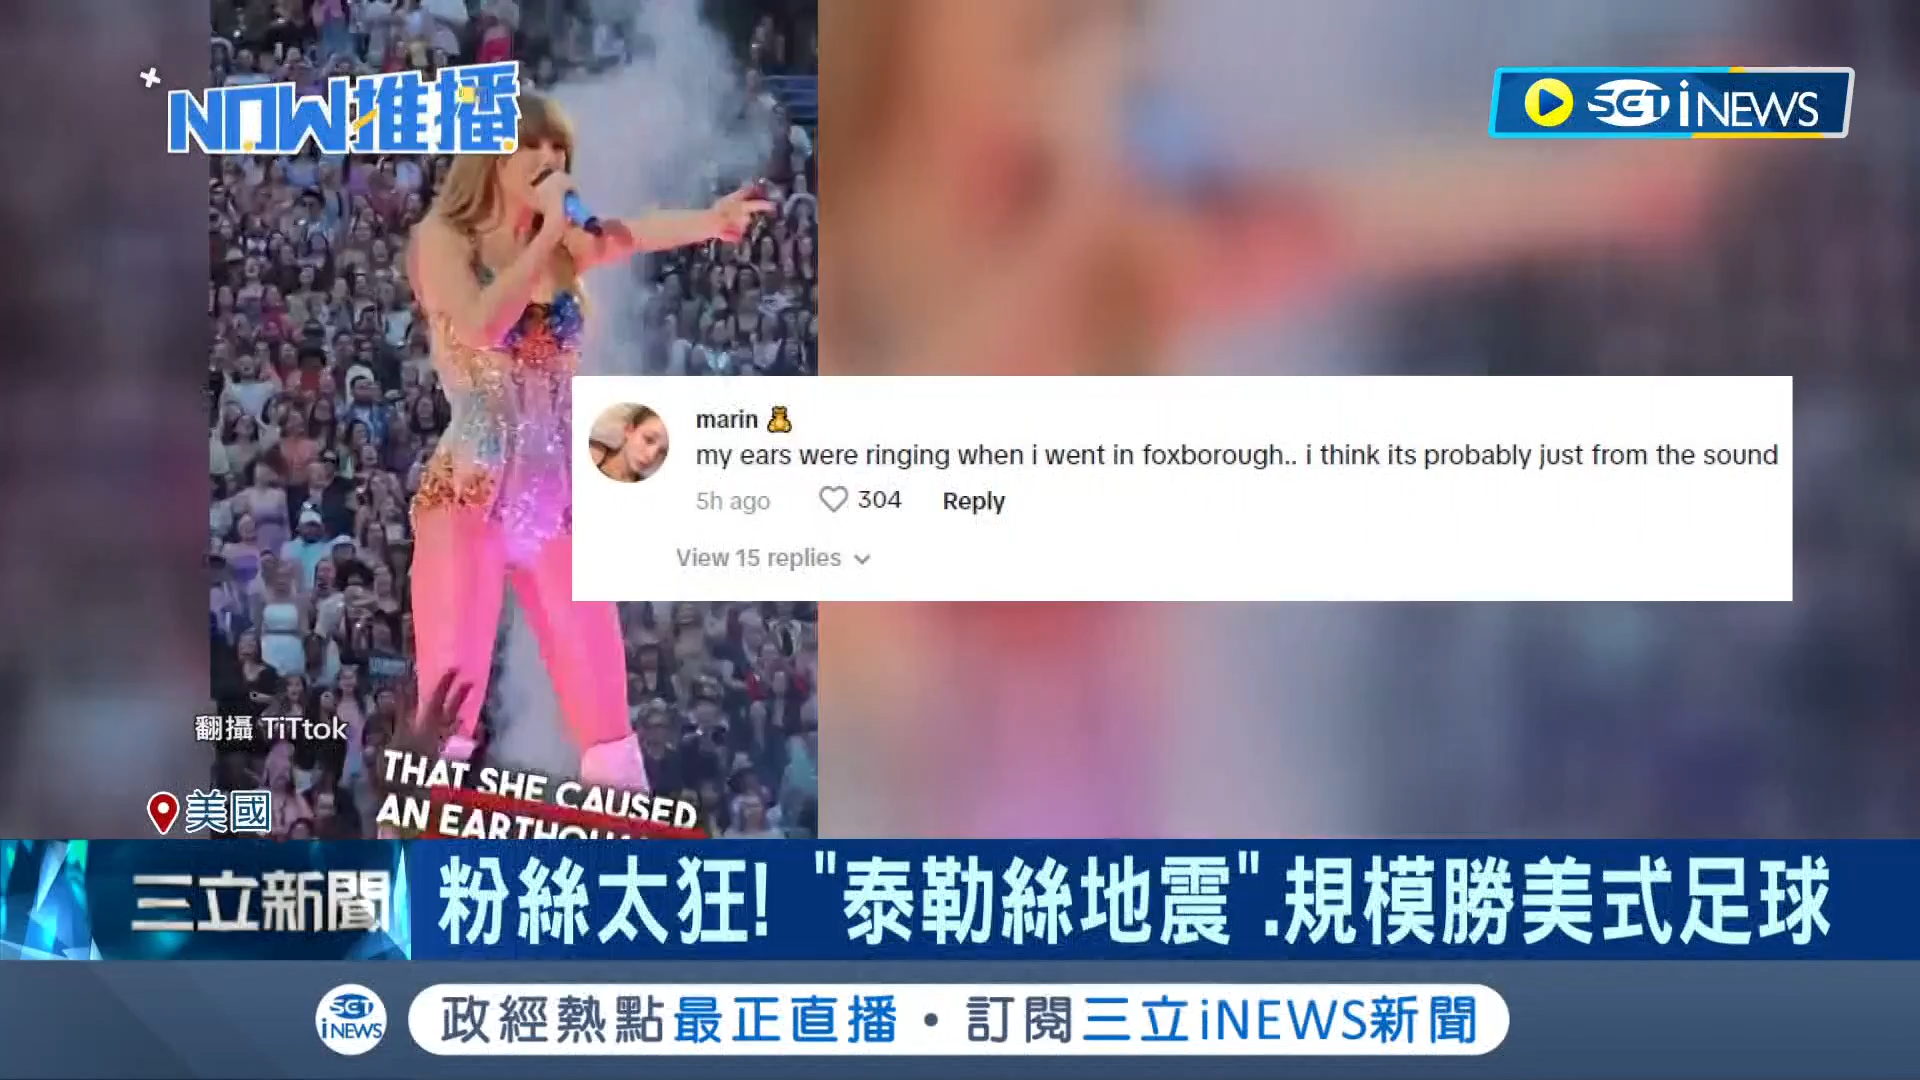 NOW推播
SET iNEWS
marin
my ears were ringing when i went in foxborough.. i think its probably just from the sound
5h ago 304 Reply
View 15 replies
翻攝 TiTtok
THAT SHE CAUSED
AN EARTHQUAKE
美國
三立新聞
粉絲太狂! "泰勒絲地震".規模勝美式足球
SET iNEWS
政經熱點最正直播・訂閱三立iNEWS新聞